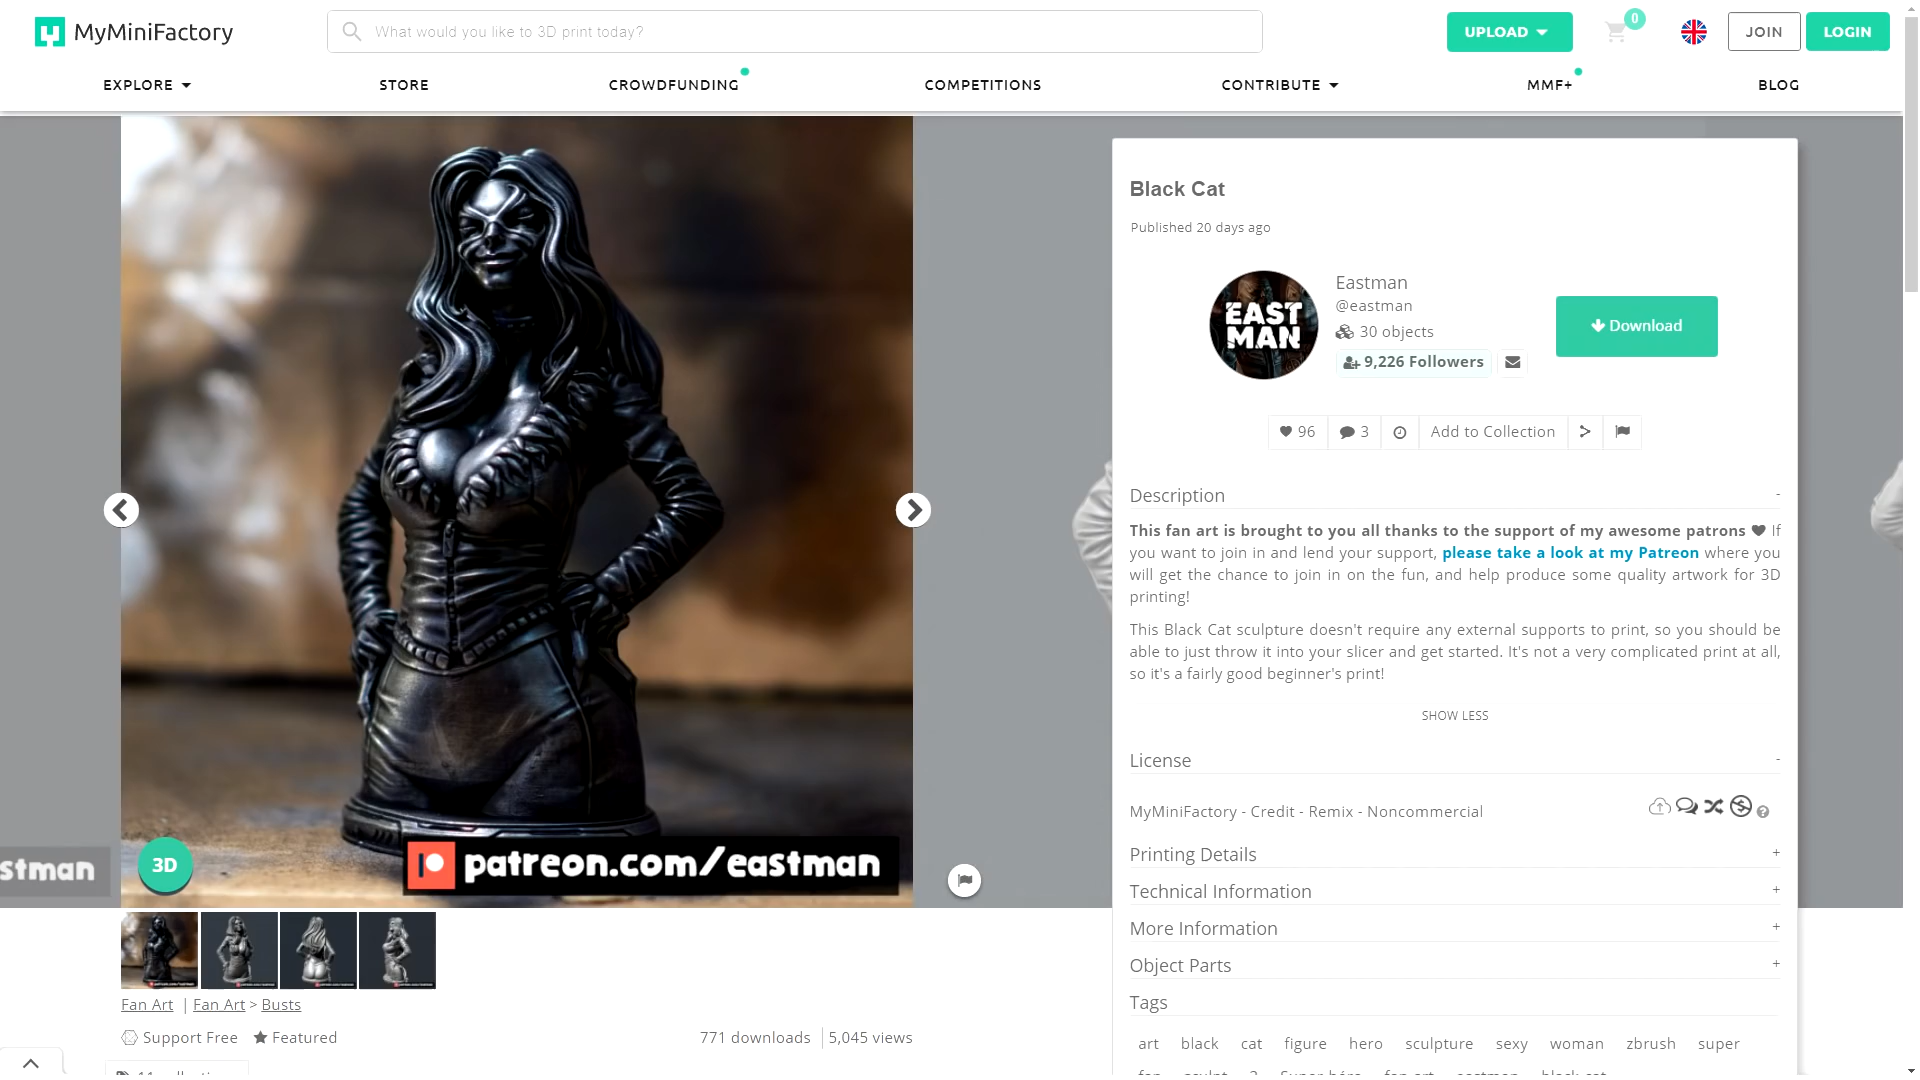 MyMiniFactory
What would you like to 3D print today?
UPLOAD
0
JOIN
LOGIN
EXPLORE
STORE
CROWDFUNDING
COMPETITIONS
CONTRIBUTE
MMF+
BLOG
Black Cat
Published 20 days ago
EAST
MAN
Eastman
@eastman
30 objects
9,226 Followers
Download
96
3
Add to Collection
Description
-
This fan art is brought to you all thanks to the support of my awesome patrons ♥ If
you want to join in and lend your support, please take a look at my Patreon where you
will get the chance to join in on the fun, and help produce some quality artwork for 3D
printing!
This Black Cat sculpture doesn't require any external supports to print, so you should be
able to just throw it into your slicer and get started. It's not a very complicated print at all,
so it's a fairly good beginner's print!
SHOW LESS
License
-
MyMiniFactory - Credit - Remix - Noncommercial
Printing Details
+
Technical Information
+
More Information
+
Object Parts
+
Tags
art black cat figure hero sculpture sexy woman zbrush super
stman
3D
patreon.com/eastman
Fan Art | Fan Art > Busts
Support Free Featured
771 downloads 5,045 views